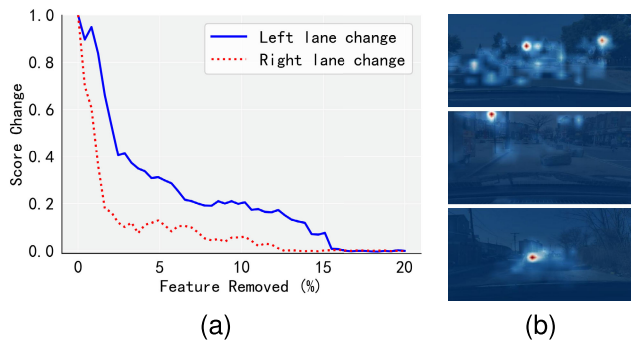 1.0
0.8
0.6
0.4
0.2
0.0
Score Change
Left lane change
Right lane change
0 5 10 15 20
Feature Removed (%)
(a) (b)